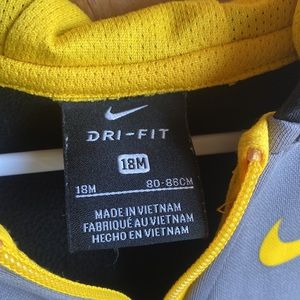 DRI-FIT
18M
18M 80-86CM
MADE IN VIETNAM
FABRIQUÉ AU VIETNAM
HECHO EN VIETNAM